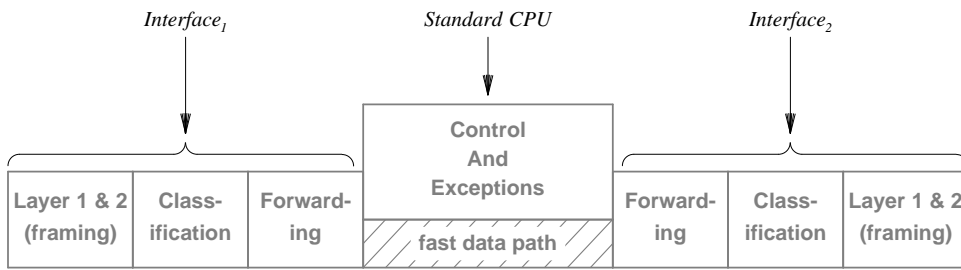 Interface1
Standard CPU
Interface2
Control
And
Exceptions
Layer 1 & 2
(framing)
Class-
ification
Forward-
ing
fast data path
Forward-
ing
Class-
ification
Layer 1 & 2
(framing)